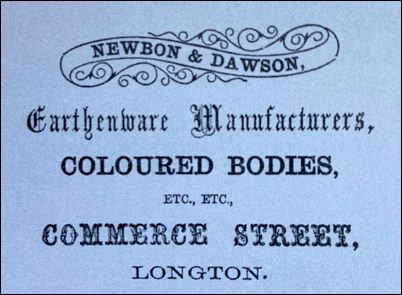 NEWBON & DAWSON,
Earthenware Manufacturers,
COLOURED BODIES,
ETC., ETC.,
COMMERCE STREET,
LONGTON.